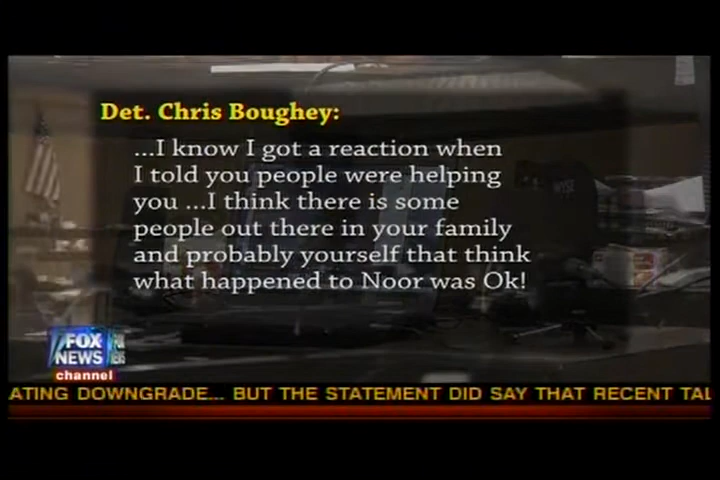 Det. Chris Boughey:
...I know I got a reaction when
I told you people were helping
you ...I think there is some
people out there in your family
and probably yourself that think
what happened to Noor was Ok!
FOX
NEWS
channel
ATING DOWNGRADE... BUT THE STATEMENT DID SAY THAT RECENT TAL